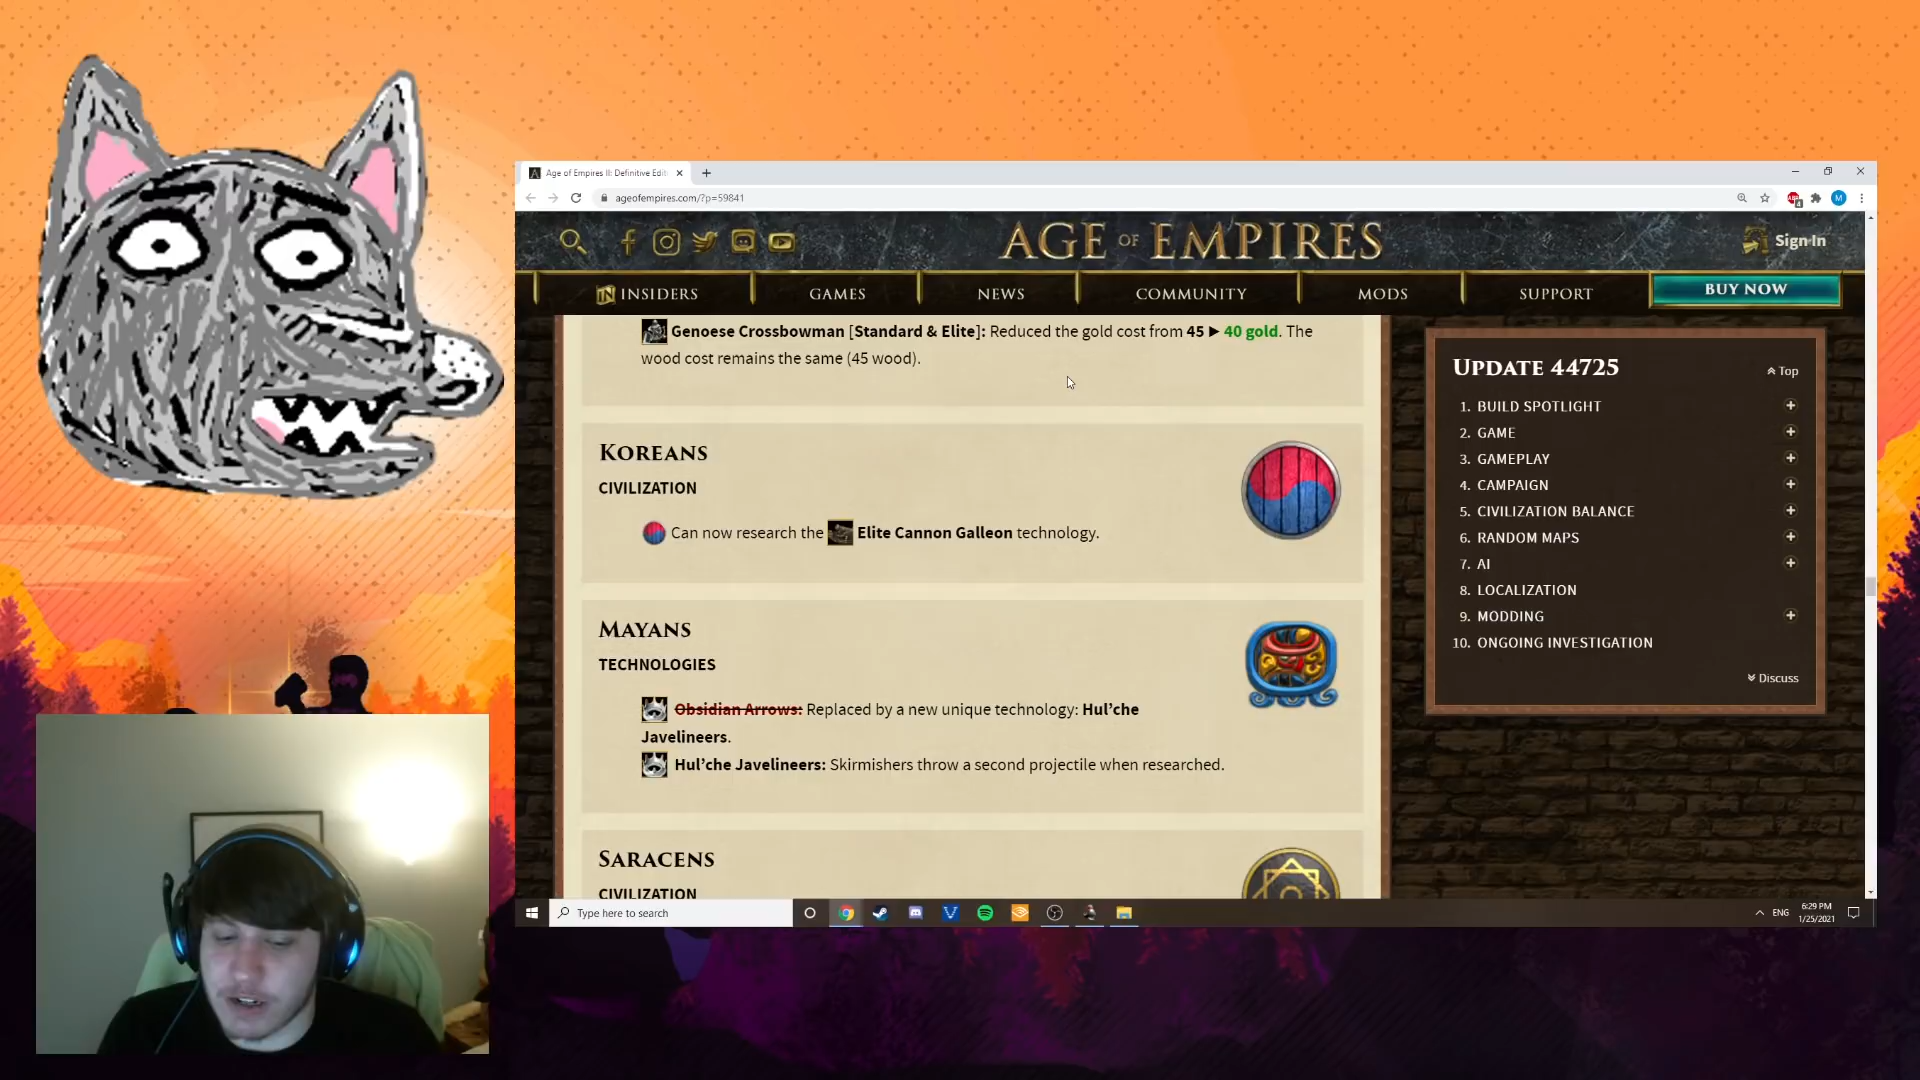 Age of Empires II: Definitive Edit
ageofempires.com/?p=59841
M
AGE OF EMPIRES
Sign In
INSIDERS
GAMES
NEWS
COMMUNITY
MODS
SUPPORT
BUY NOW
Genoese Crossbowman [Standard & Elite]: Reduced the gold cost from 45 ▶ 40 gold. The
wood cost remains the same (45 wood).
KOREANS
CIVILIZATION
Can now research the Elite Cannon Galleon technology.
MAYANS
TECHNOLOGIES
Obsidian Arrows: Replaced by a new unique technology: Hul’che
Javelineers.
Hul’che Javelineers: Skirmishers throw a second projectile when researched.
SARACENS
CIVILIZATION
UPDATE 44725
Top
1. BUILD SPOTLIGHT
2. GAME
3. GAMEPLAY
4. CAMPAIGN
5. CIVILIZATION BALANCE
6. RANDOM MAPS
7. AI
8. LOCALIZATION
9. MODDING
10. ONGOING INVESTIGATION
Discuss
Type here to search
ENG
6:29 PM
1/25/2021